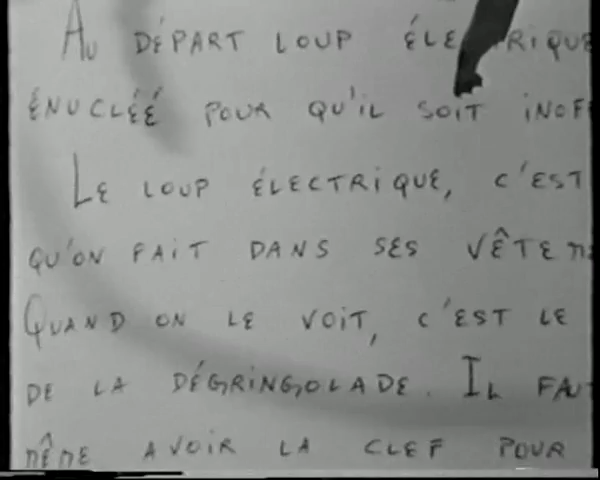 Au départ loup
énucléé pour qu'il soit
Le loup électrique, c'est
qu'on fait dans ses
Quand on le voit, c'est le
de la dégringolade. Il
même avoir la clef pour